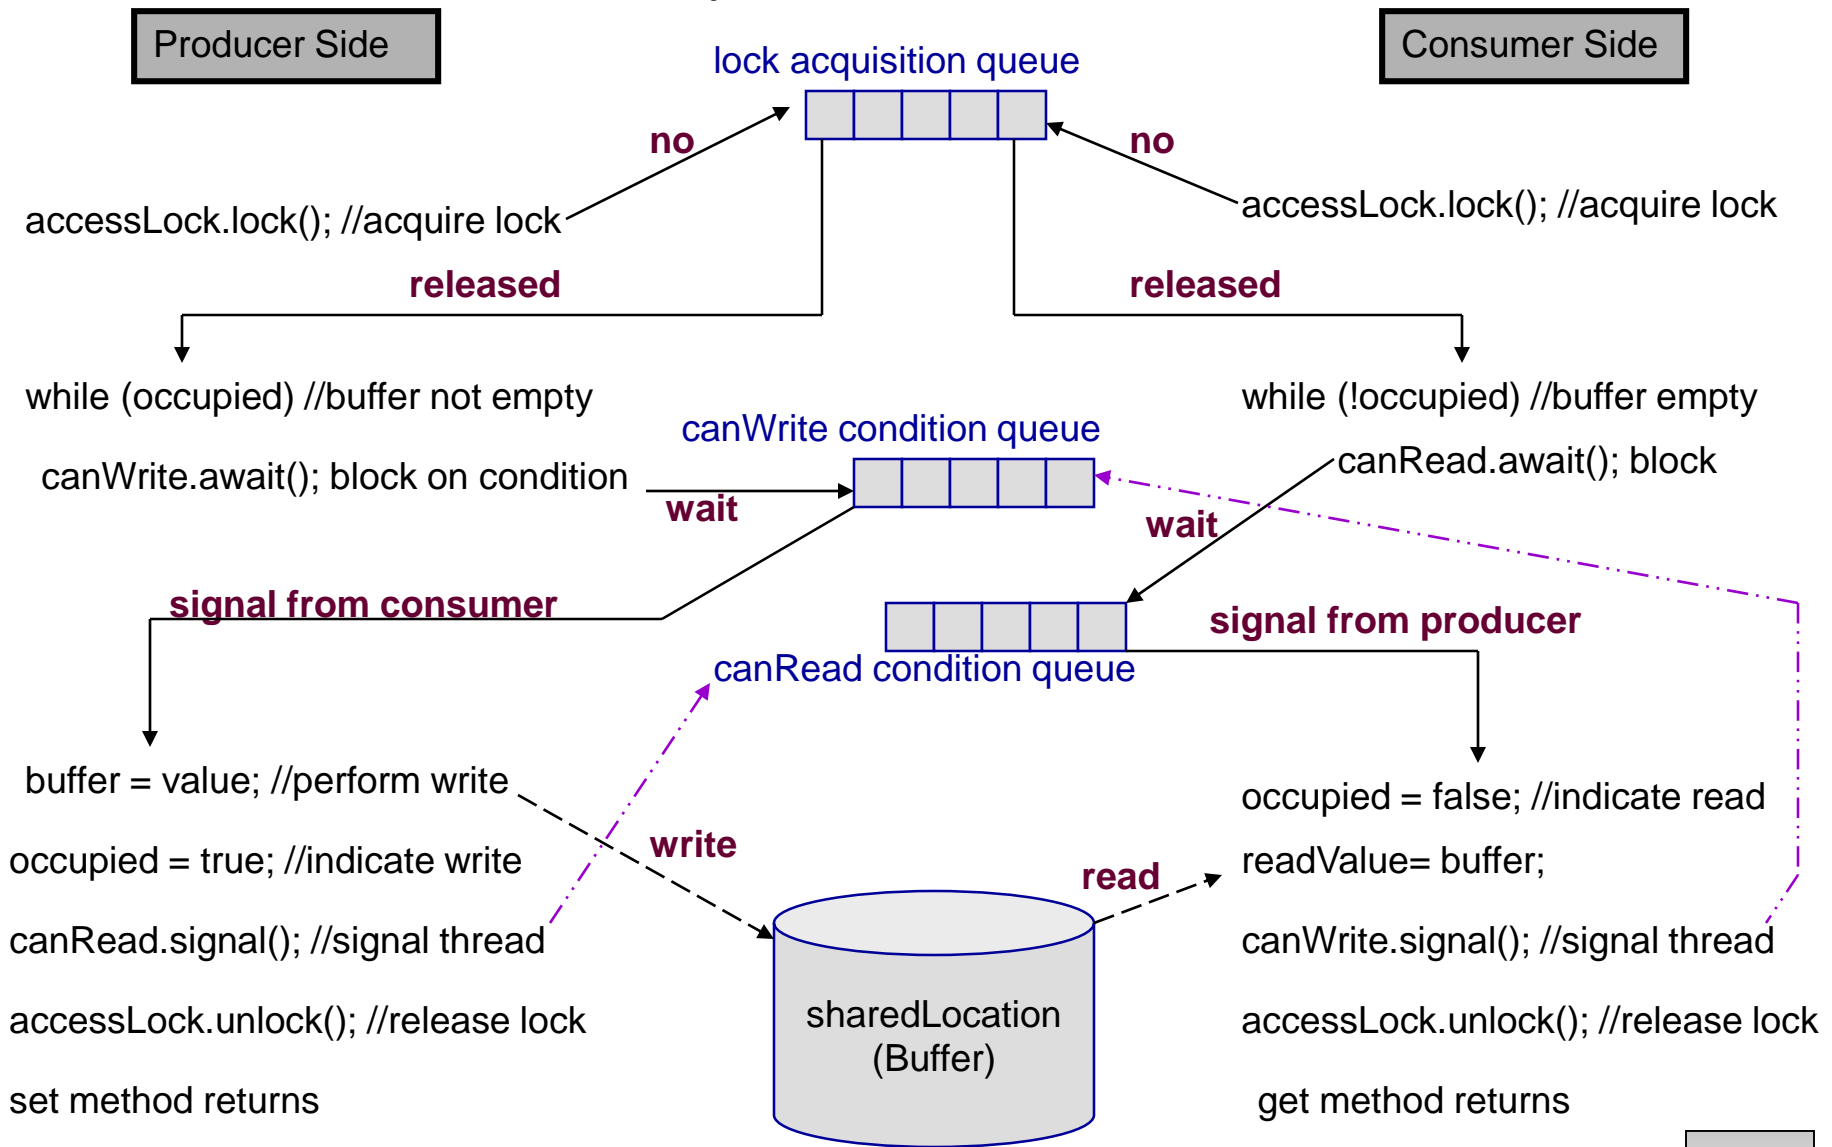 Producer Side
Consumer Side
lock acquisition queue
no
no
accessLock.lock(); //acquire lock
accessLock.lock(); //acquire lock
released
released
while (occupied) //buffer not empty
while (!occupied) //buffer empty
canWrite condition queue
canWrite.await(); block on condition
canRead.await(); block
wait
wait
signal from consumer
signal from producer
canRead condition queue
buffer = value; //perform write
occupied = false; //indicate read
occupied = true; //indicate write
write
readValue= buffer;
read
canRead.signal(); //signal thread
canWrite.signal(); //signal thread
accessLock.unlock(); //release lock
sharedLocation
(Buffer)
accessLock.unlock(); //release lock
set method returns
get method returns